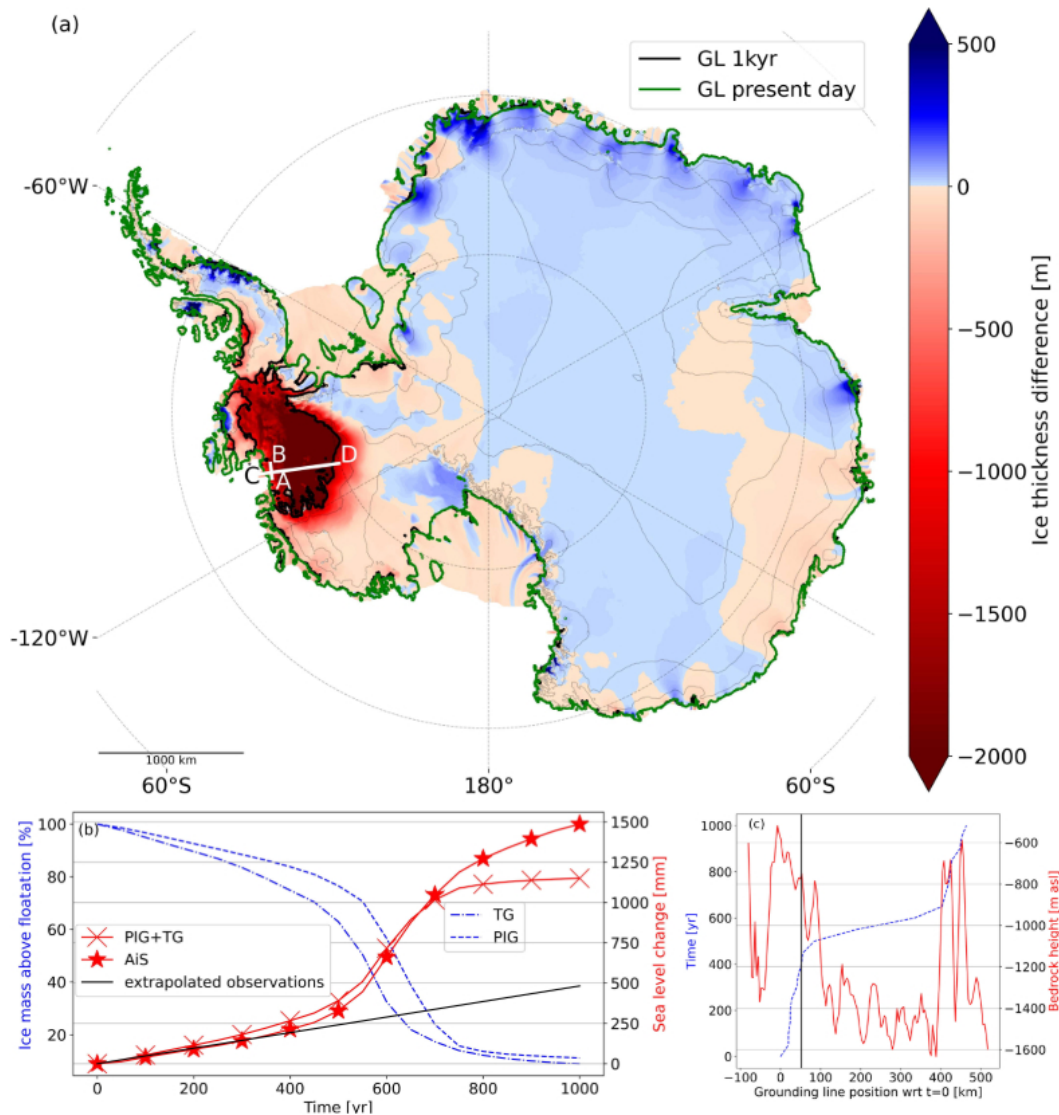 (a)
GL 1kyr
GL present day
500
0
−500
−1000
−1500
−2000
Ice thickness difference [m]
-60°W
-120°W
B
D
C
A
1000 km
60°S
180°
60°S
(b)
Ice mass above floatation [%]
100
80
60
40
20
PIG+TG
AiS
extrapolated observations
TG
PIG
1500
1250
1000
750
500
250
0
Sea level change [mm]
0
200
400
600
800
1000
Time [yr]
(c)
Time [yr]
1000
800
600
400
200
0
−600
−800
−1000
−1200
−1400
−1600
Bedrock height [m asl]
−100
0
100
200
300
400
500
Grounding line position wrt t=0 [km]